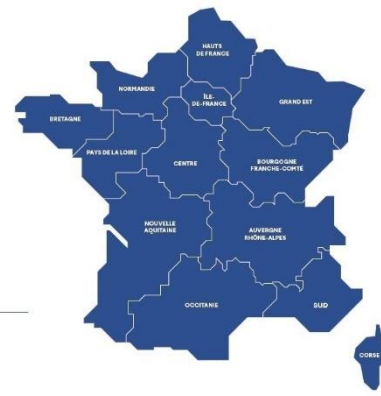 HAUTS
DE FRANCE
NORMANDIE
ÎLE-
DE-FRANCE
GRAND EST
BRETAGNE
PAYS DE LA LOIRE
CENTRE
BOURGOGNE
FRANCHE-COMTÉ
NOUVELLE
AQUITAINE
AUVERGNE
RHÔNE-ALPES
OCCITANIE
SUD
CORSE